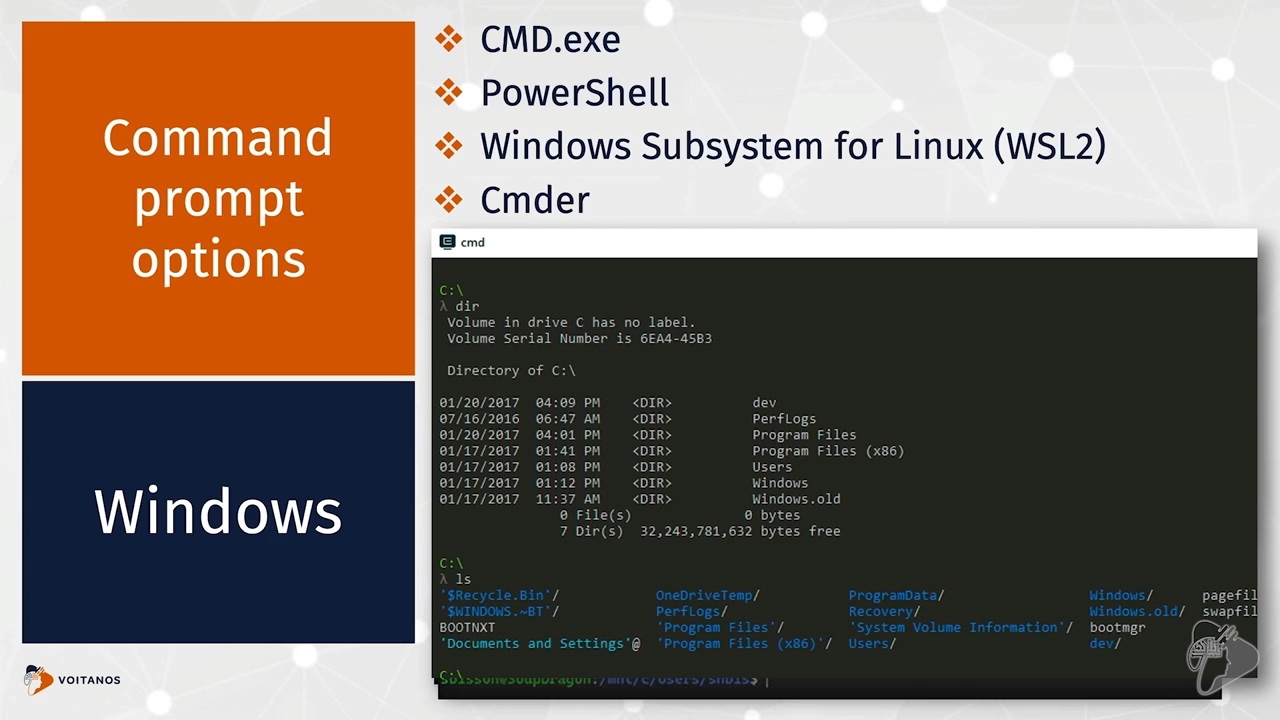 Command
prompt
options
Windows
VOITANOS
CMD.exe
PowerShell
Windows Subsystem for Linux (WSL2)
Cmder
cmd
C:\
λ dir
Volume in drive C has no label.
Volume Serial Number is 6EA4-45B3
Directory of C:\
01/20/2017 04:09 PM <DIR> dev
07/16/2016 06:47 AM <DIR> PerfLogs
01/20/2017 04:01 PM <DIR> Program Files
01/17/2017 01:41 PM <DIR> Program Files (x86)
01/17/2017 01:08 PM <DIR> Users
01/17/2017 01:12 PM <DIR> Windows
01/17/2017 11:37 AM <DIR> Windows.old
0 File(s) 0 bytes
7 Dir(s) 32,243,781,632 bytes free
C:\
λ ls
'$Recycle.Bin'/ OneDriveTemp/ ProgramData/ Windows/ pagefil
'$WINDOWS.~BT'/ PerfLogs/ Recovery/ Windows.old/ swapfil
BOOTNXT 'Program Files'/ 'System Volume Information'/ bootmgr
'Documents and Settings'@ 'Program Files (x86)'/ Users/ dev/
C:\